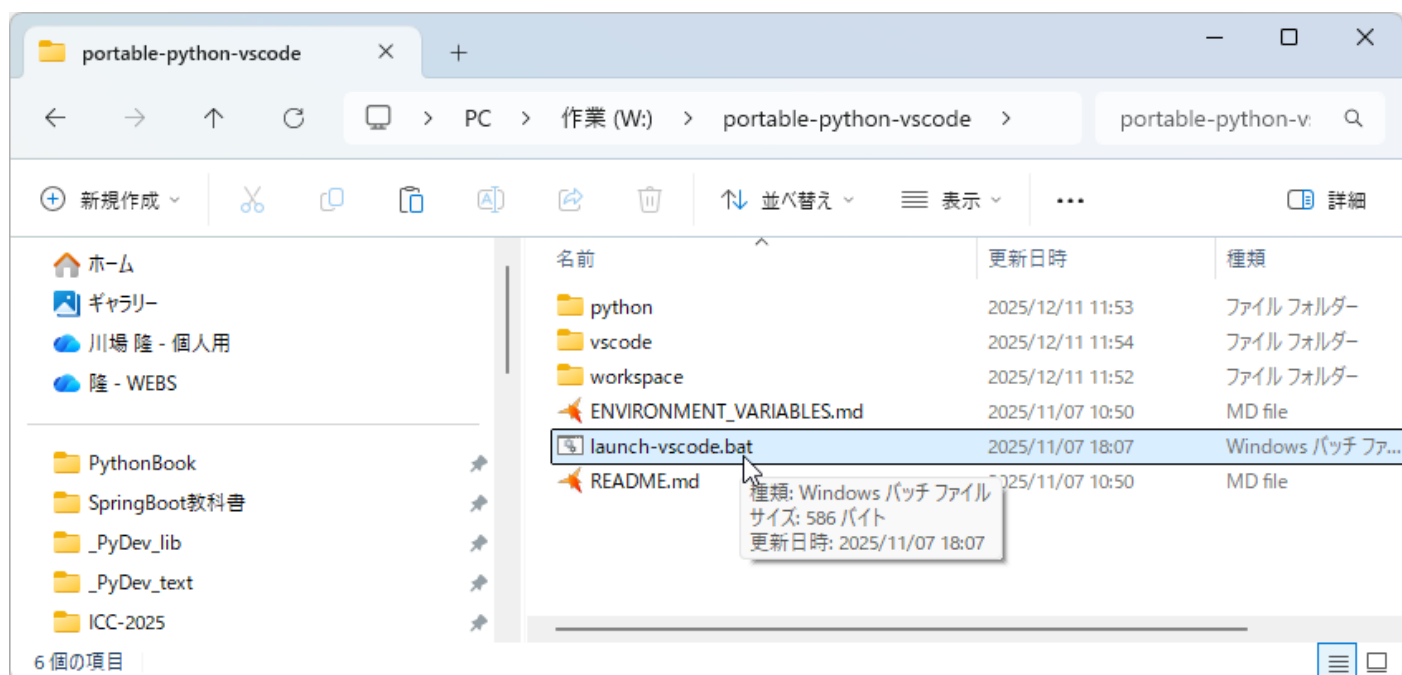 portable-python-vscode
PC 作業 (W:) portable-python-vscode portable-python-v
新規作成 並べ替え 表示 詳細
ホーム
ギャラリー
川場 隆 - 個人用
隆 - WEBS
PythonBook
SpringBoot教科書
_PyDev_lib
_PyDev_text
ICC-2025
名前 更新日時 種類
python 2025/12/11 11:53 ファイル フォルダー
vscode 2025/12/11 11:54 ファイル フォルダー
workspace 2025/12/11 11:52 ファイル フォルダー
ENVIRONMENT_VARIABLES.md 2025/11/07 10:50 MD file
launch-vscode.bat 2025/11/07 18:07 Windows バッチ ファ...
README.md 2025/11/07 10:50 MD file
種類: Windows バッチ ファイル
サイズ: 586 バイト
更新日時: 2025/11/07 18:07
6 個の項目